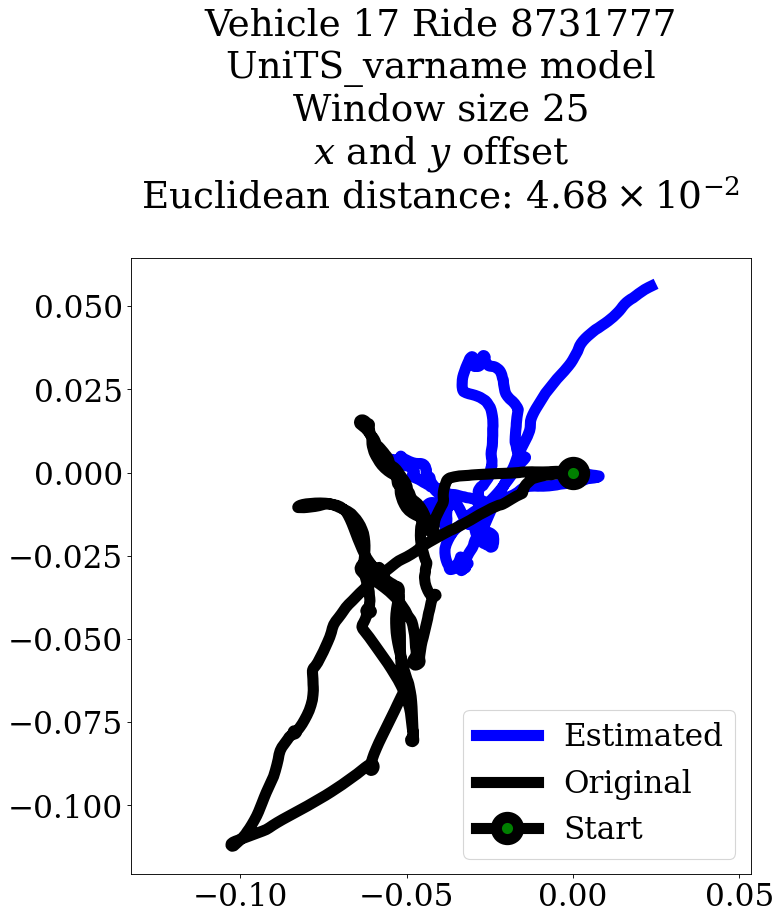 Vehicle 17 Ride 8731777
UniTS_varname model
Window size 25
x and y offset
Euclidean distance: 4.68 × 10⁻²
0.050
0.025
0.000
−0.025
−0.050
−0.075
−0.100
Estimated
Original
Start
−0.10
−0.05
0.00
0.05